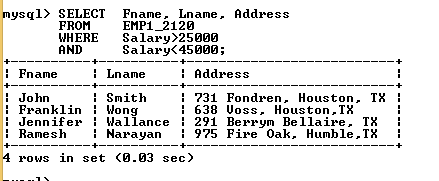 mysql> SELECT Fname, Lname, Address
FROM EMP1_2120
WHERE Salary>25000
AND Salary<45000;
+-----------+----------+-------------------------+
| Fname | Lname | Address |
+-----------+----------+-------------------------+
| John | Smith | 731 Fondren, Houston, TX |
| Franklin | Wong | 638 Voss, Houston,TX |
| Jennifer | Wallance | 291 Berrym Bellaire, TX |
| Ramesh | Narayan | 975 Fire Oak, Humble,TX |
+-----------+----------+-------------------------+
4 rows in set (0.03 sec)
mysql>